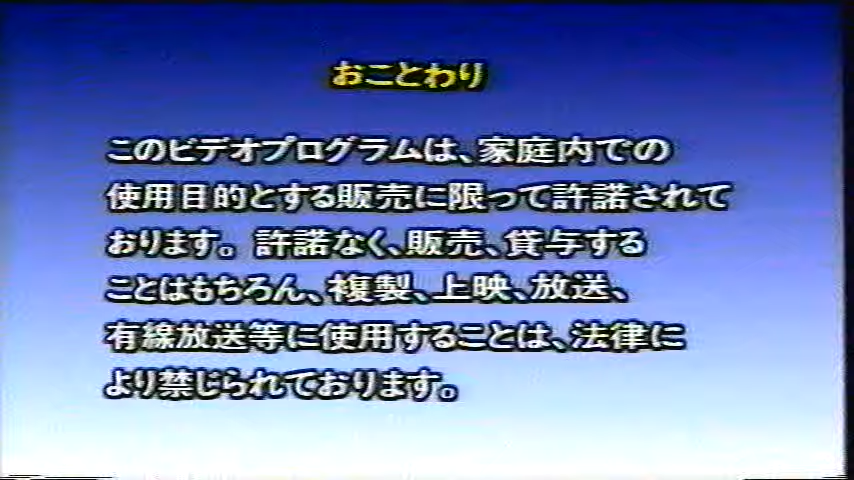 おことわり
このビデオプログラムは、家庭内での
使用目的とする販売に限って許諾されて
おります。許諾なく、販売、貸与する
ことはもちろん、複製、上映、放送、
有線放送等に使用することは、法律に
より禁じられております。